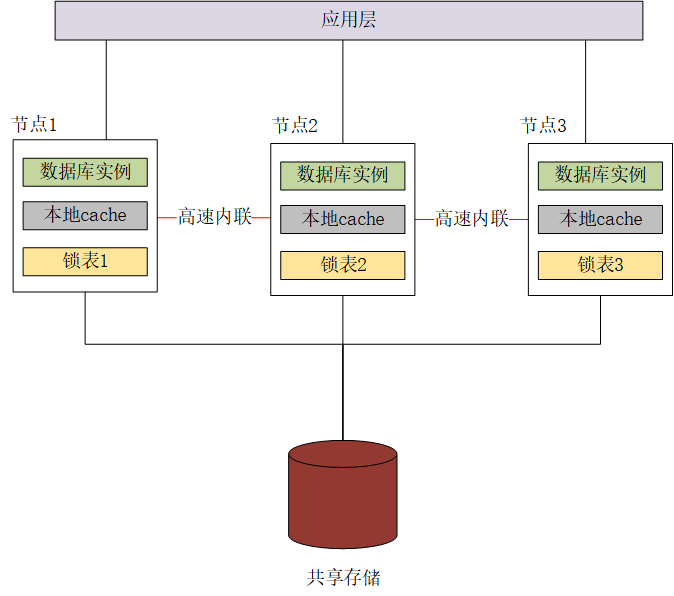 应用层
节点1
节点2
节点3
数据库实例
数据库实例
数据库实例
本地cache
高速内联
本地cache
高速内联
本地cache
锁表1
锁表2
锁表3
共享存储